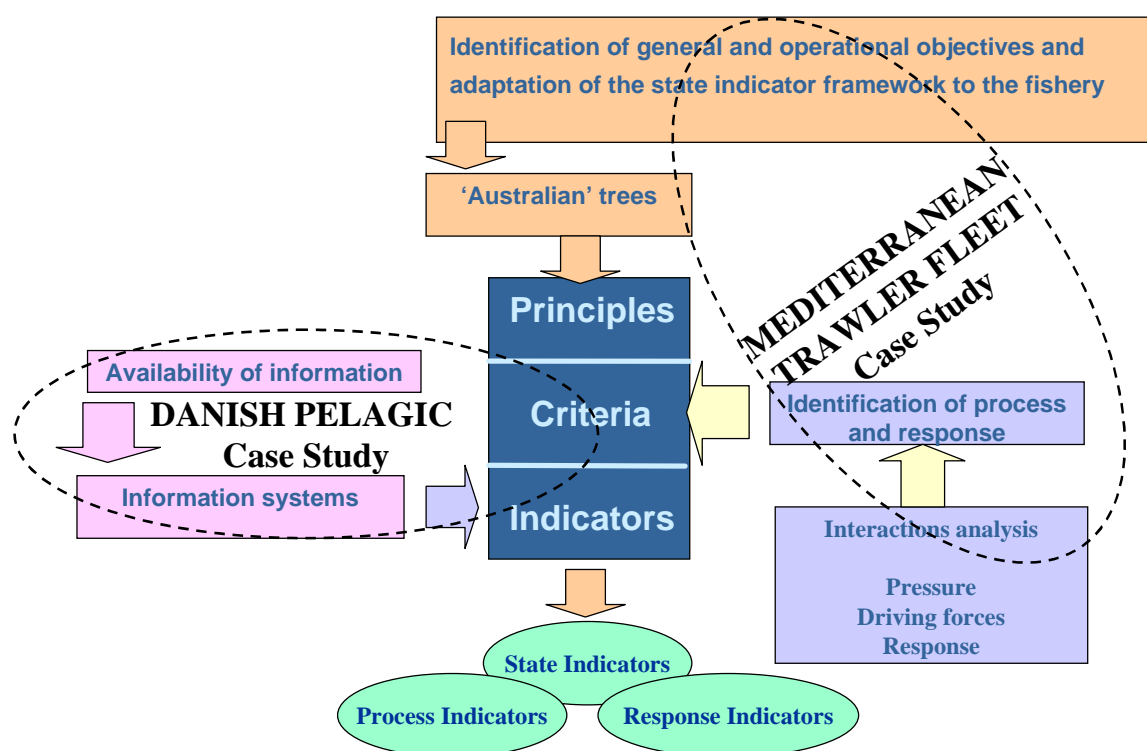 Identification of general and operational objectives and
adaptation of the state indicator framework to the fishery
‘Australian’ trees
Principles
Criteria
Indicators
MEDITERRANEAN
TRAWLER FLEET
Case Study
Availability of information
DANISH PELAGIC
Case Study
Information systems
Identification of process
and response
Interactions analysis
Pressure
Driving forces
Response
State Indicators
Process Indicators
Response Indicators